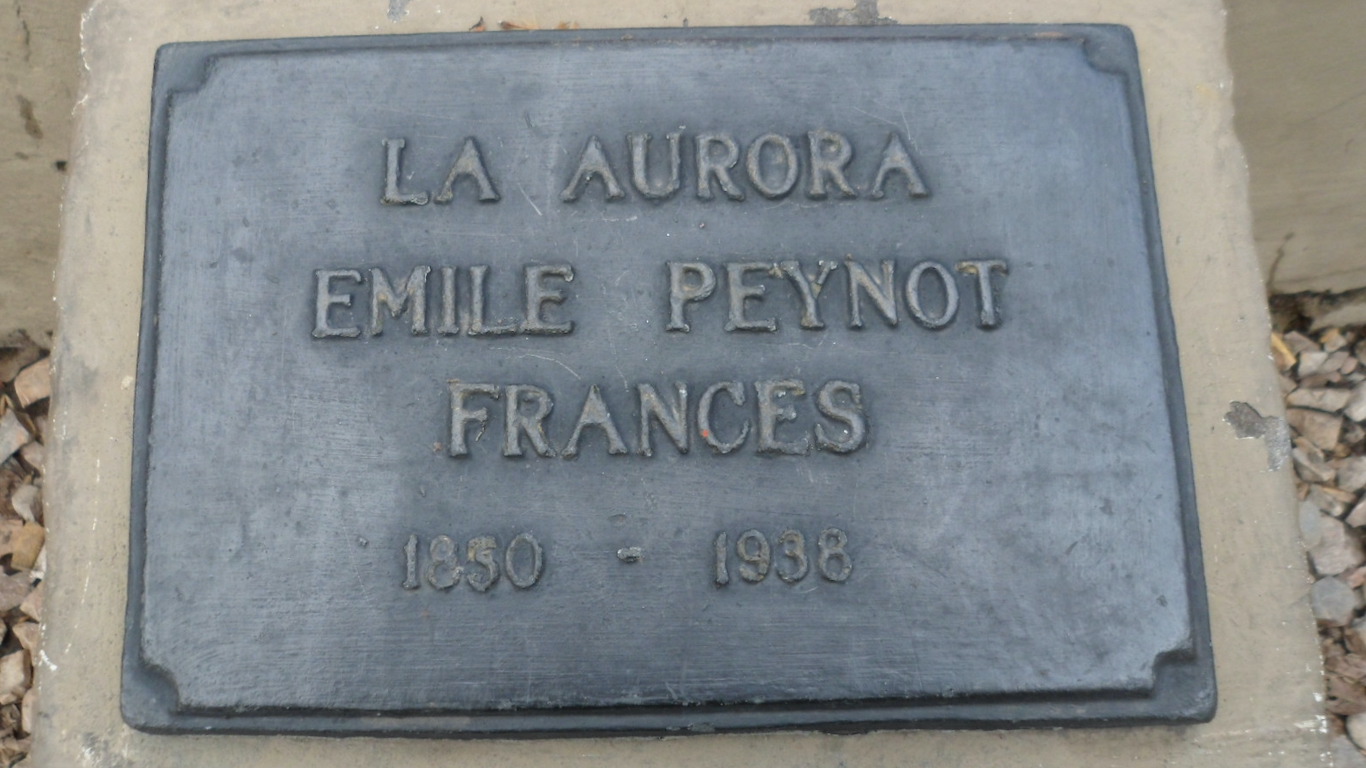 LA AURORA
EMILE PEYNOT
FRANCES
1850 - 1938